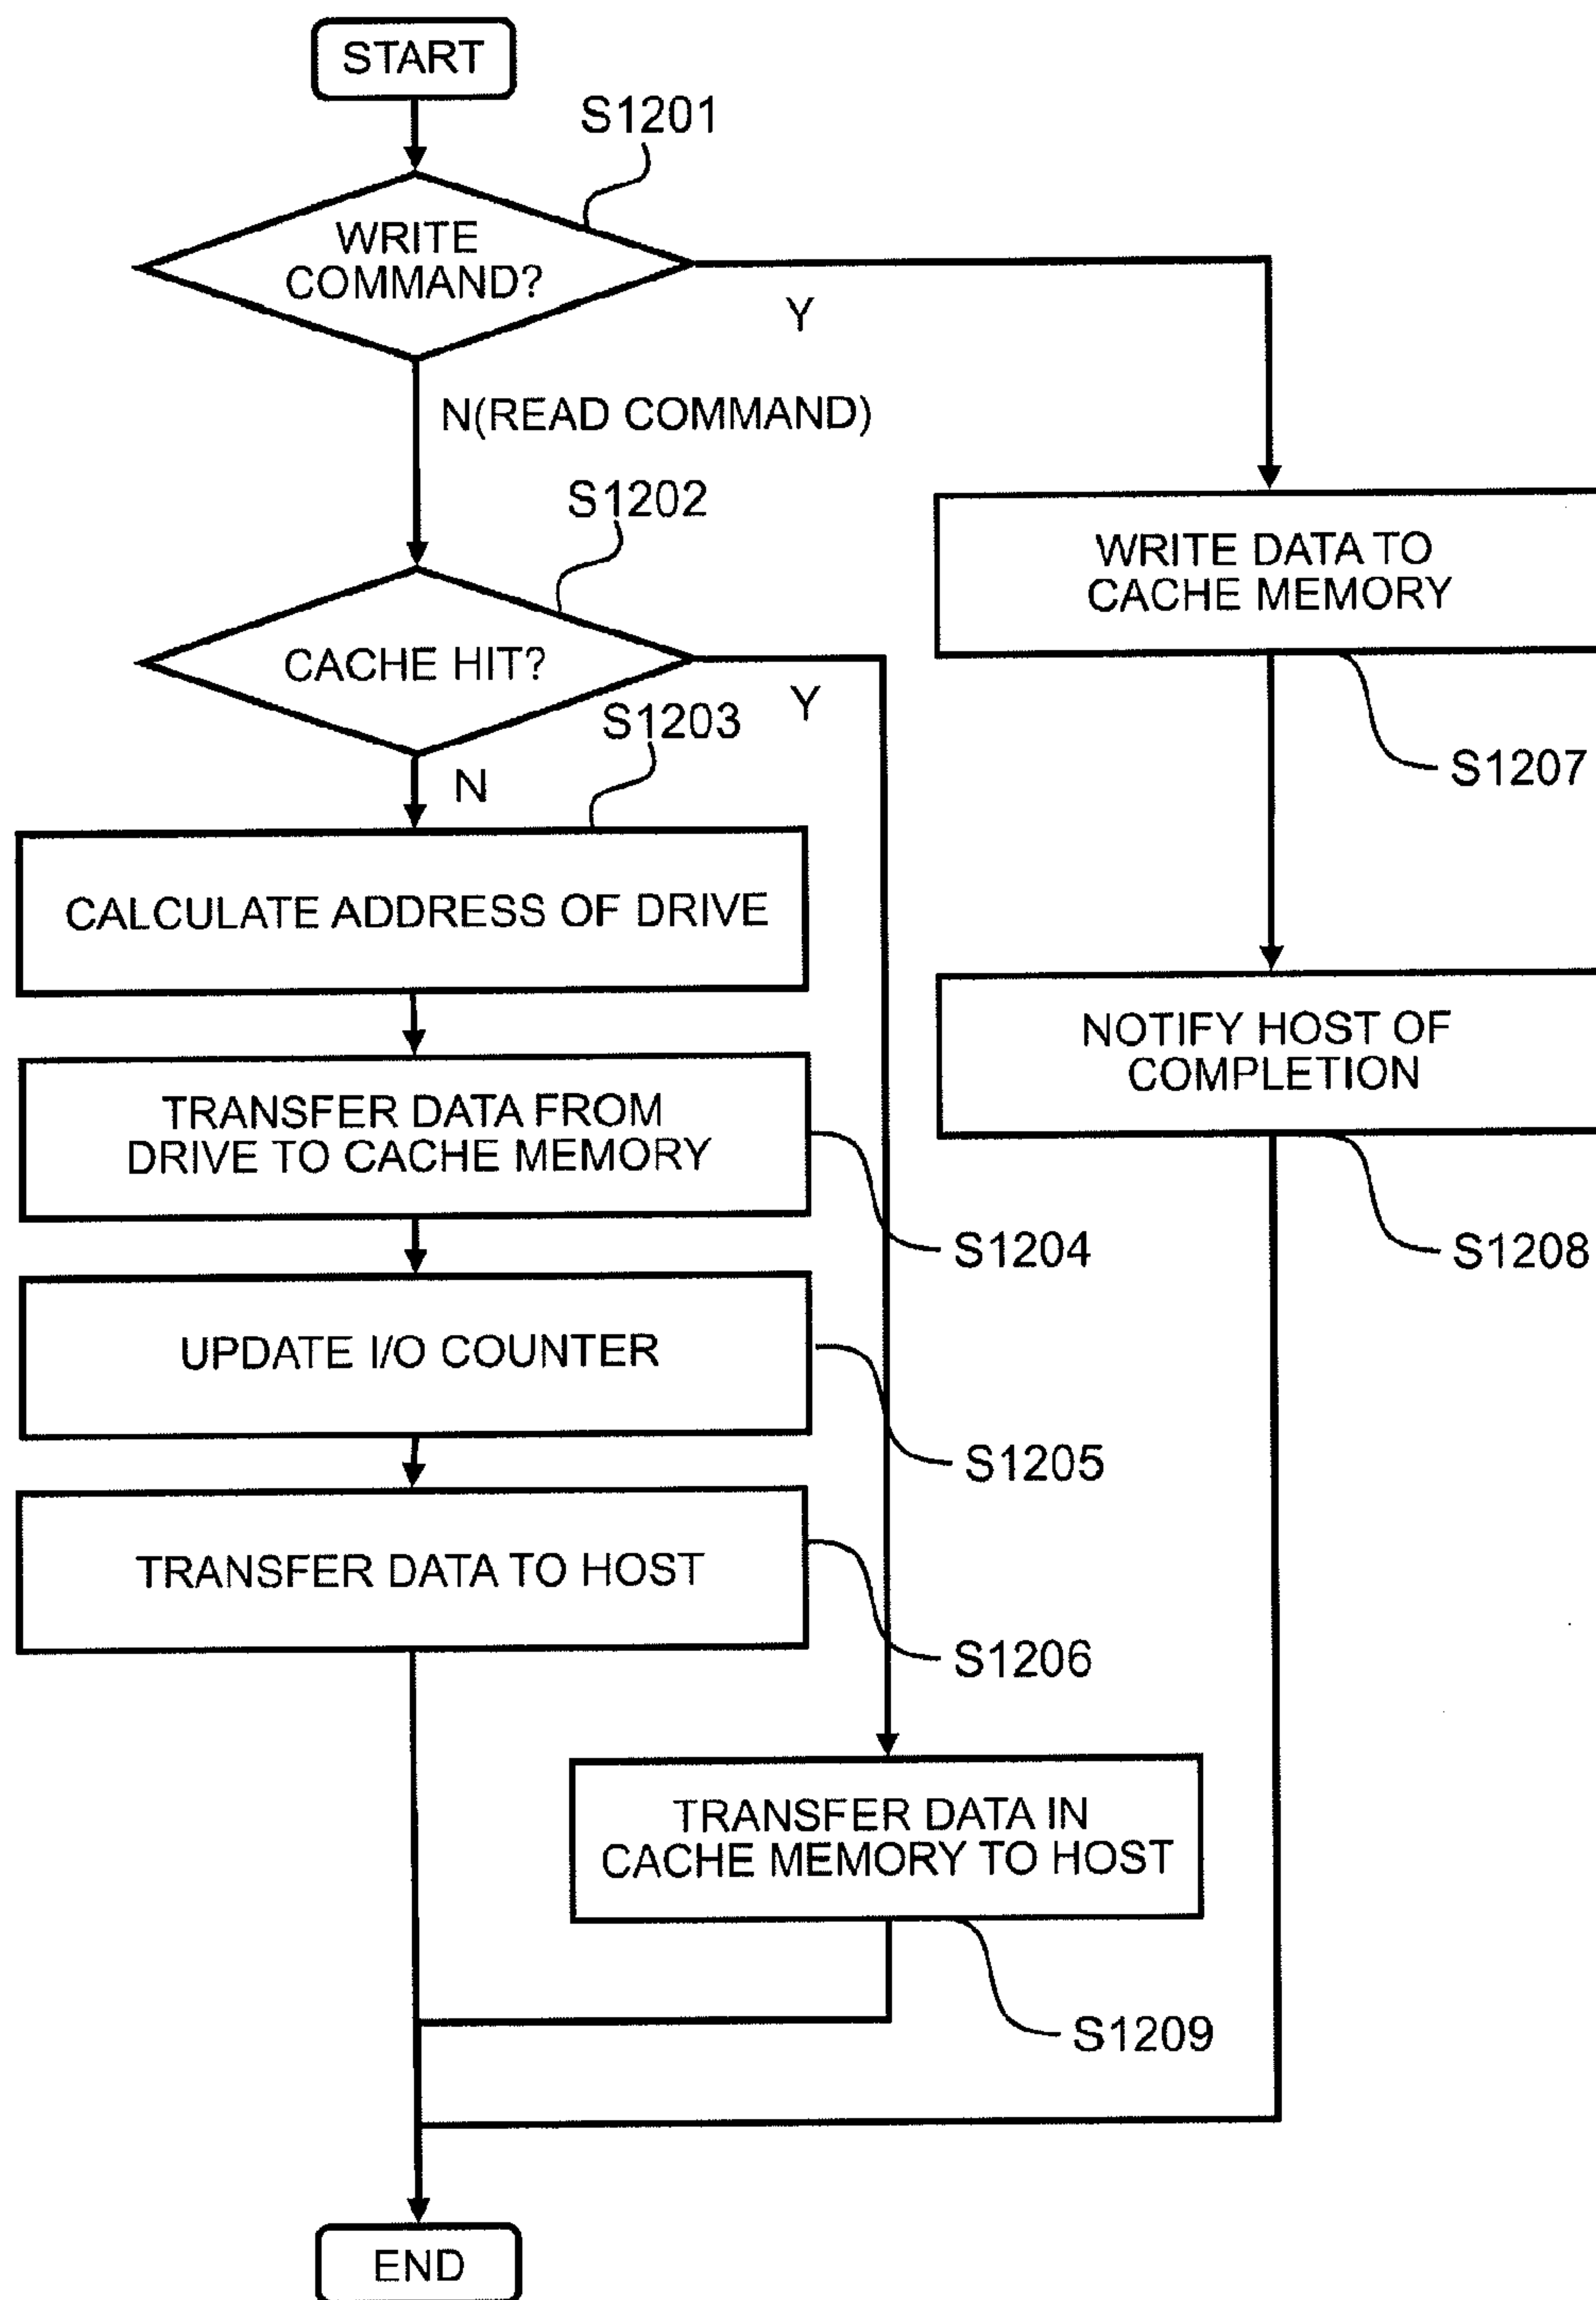 START
S1201
WRITE
COMMAND?
Y
N(READ COMMAND)
S1202
WRITE DATA TO
CACHE MEMORY
CACHE HIT?
Y
S1203
S1207
N
CALCULATE ADDRESS OF DRIVE
NOTIFY HOST OF
COMPLETION
TRANSFER DATA FROM
DRIVE TO CACHE MEMORY
S1204
S1208
UPDATE I/O COUNTER
S1205
TRANSFER DATA TO HOST
S1206
TRANSFER DATA IN
CACHE MEMORY TO HOST
S1209
END